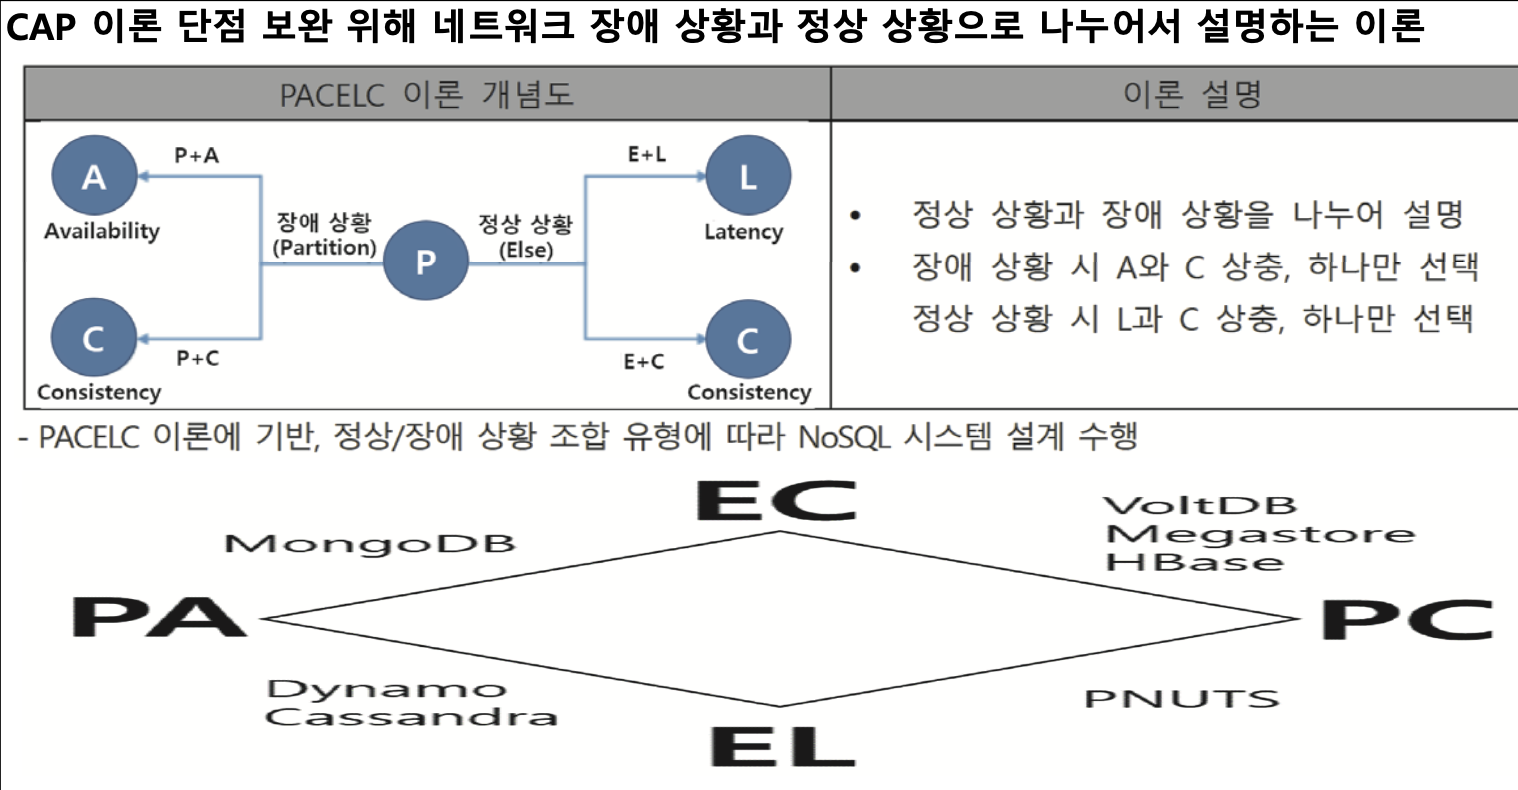 CAP 이론 단점 보완 위해 네트워크 장애 상황과 정상 상황으로 나누어서 설명하는 이론
PACELC 이론 개념도
이론 설명
A
Availability
P+A
장애 상황
(Partition)
P
정상 상황
(Else)
E+L
L
Latency
C
Consistency
P+C
E+C
C
Consistency
• 정상 상황과 장애 상황을 나누어 설명
• 장애 상황 시 A와 C 상충, 하나만 선택
정상 상황 시 L과 C 상충, 하나만 선택
- PACELC 이론에 기반, 정상/장애 상황 조합 유형에 따라 NoSQL 시스템 설계 수행
EC
MongoDB
VoltDB
Megastore
HBase
PA
PC
Dynamo
Cassandra
PNUTS
EL